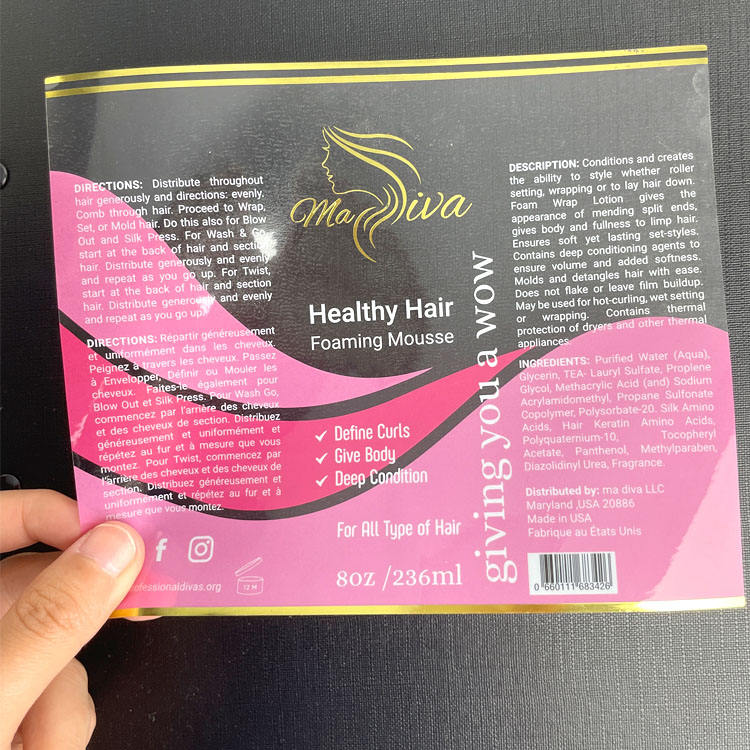 DIRECTIONS: Distribute throughout
hair generously and directions: evenly.
Comb through hair. Proceed to Wrap,
Set, or Mold hair. Do this also for Blow
Out and Silk Press. For Wash & Go,
start at the back of hair and section
hair. Distribute generously and evenly
and repeat as you go up. For Twist,
start at the back of hair and section
hair. Distribute generously and evenly
and repeat as you go up.
DIRECTIONS: Répartir généreusement
et uniformément dans les cheveux.
Peignez à travers les cheveux. Passez
à Envelopper, Définir ou Mouler les
cheveux. Faites-le également pour
Blow Out et Silk Press. Pour Wash Go,
commencez par l'arrière des cheveux
et des cheveux de section. Distribuez
généreusement et uniformément et
répétez au fur et à mesure que vous
montez. Pour Twist, commencez par
l'arrière des cheveux et des cheveux de
section. Distribuez généreusement et
uniformément et répétez au fur et à
mesure que vous montez.
12 M
Ma Diva
Healthy Hair
Foaming Mousse
Define Curls
Give Body
Deep Condition
For All Type of Hair
8oz /236ml
giving you a wow
DESCRIPTION: Conditions and creates
the ability to style whether roller
setting, wrapping or to lay hair down.
Foam Wrap Lotion gives the
appearance of mending split ends,
gives body and fullness to limp hair.
Ensures soft yet lasting set-styles.
Contains deep conditioning agents to
ensure volume and added softness.
Molds and detangles hair with ease.
Does not flake or leave film buildup.
May be used for hot-curling, wet setting
or wrapping. Contains thermal
protection of dryers and other thermal
appliances.
INGREDIENTS: Purified Water (Aqua),
Glycerin, TEA- Lauryl Sulfate, Proplene
Glycol, Methacrylic Acid (and) Sodium
Acrylamidomethyl, Propane Sulfonate
Copolymer, Polysorbate-20. Silk Amino
Acids, Hair Keratin Amino Acids,
Polyquaternium-10, Tocopheryl
Acetate, Panthenol, Methylparaben,
Diazolidinyl Urea, Fragrance.
Distributed by: ma diva LLC
Maryland ,USA 20886
Made in USA
Fabrique au États Unis
0 660111 683426